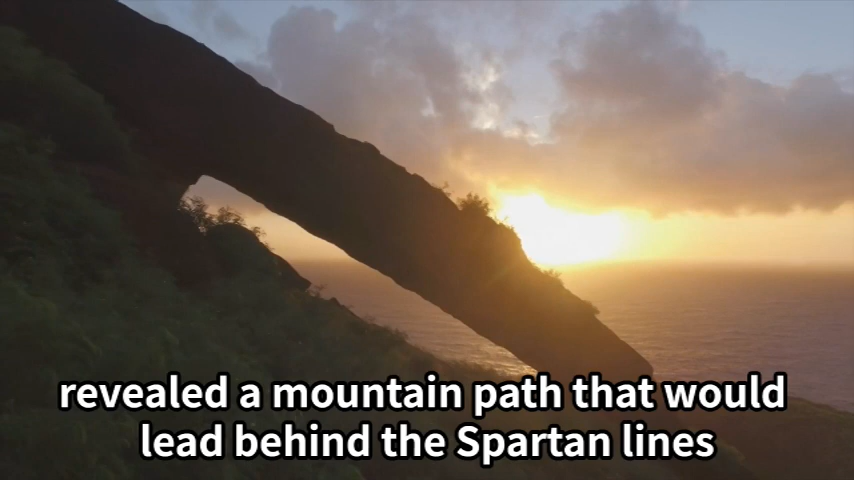 revealed a mountain path that would
lead behind the Spartan lines